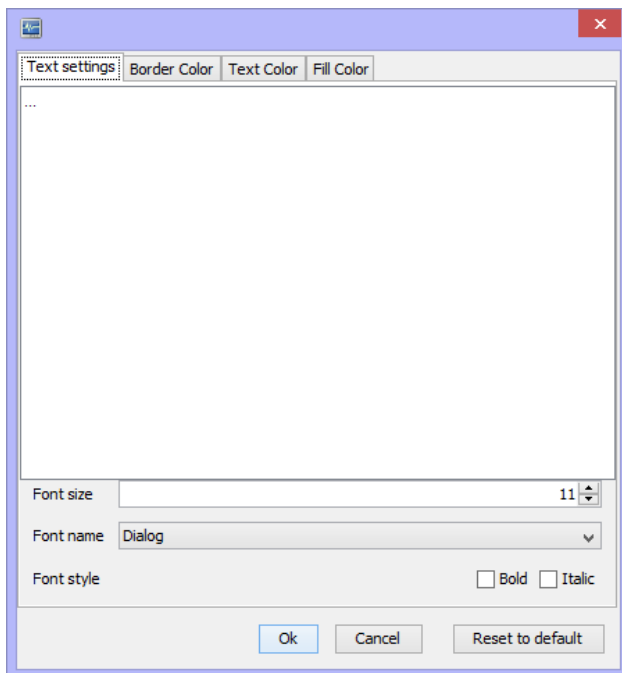 Text settings Border Color Text Color Fill Color
...
Font size 11
Font name Dialog
Font style Bold Italic
Ok Cancel Reset to default